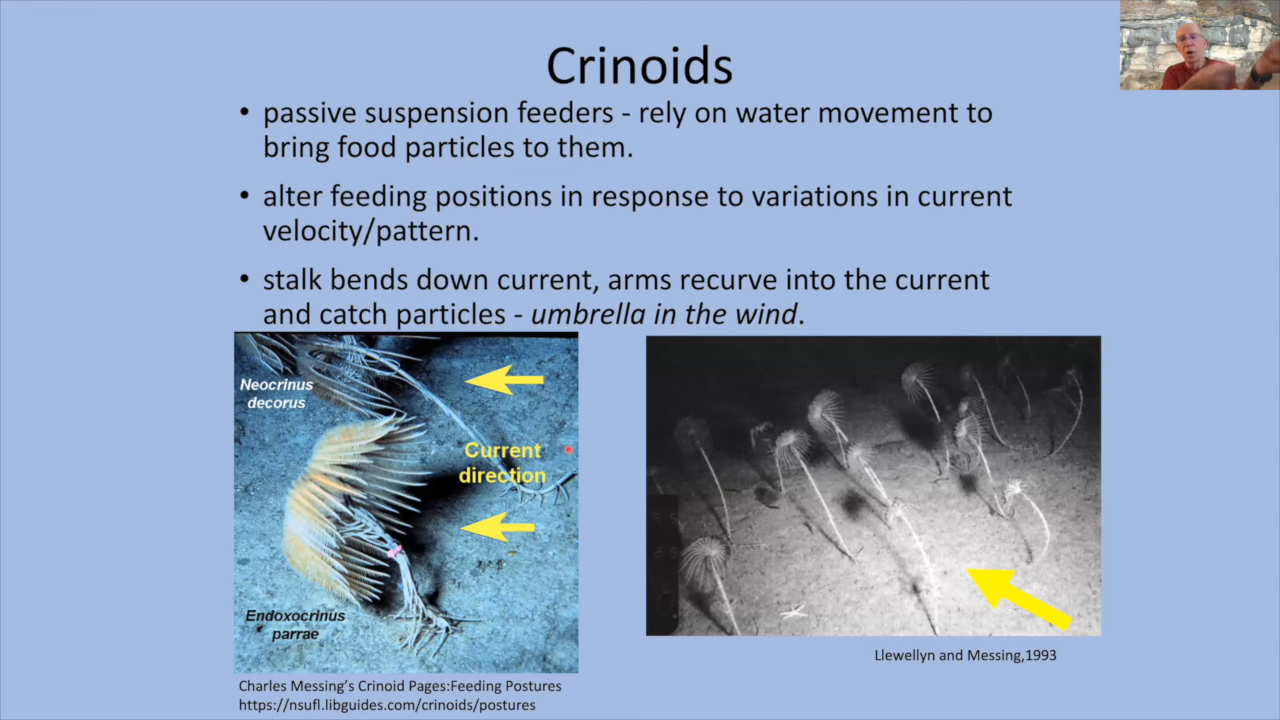 Crinoids
• passive suspension feeders - rely on water movement to
bring food particles to them.
• alter feeding positions in response to variations in current
velocity/pattern.
• stalk bends down current, arms recurve into the current
and catch particles - umbrella in the wind.
Neocrinus
decorus
Current
direction
Endoxocrinus
parrae
Charles Messing's Crinoid Pages:Feeding Postures
https://nsufl.libguides.com/crinoids/postures
Llewellyn and Messing,1993